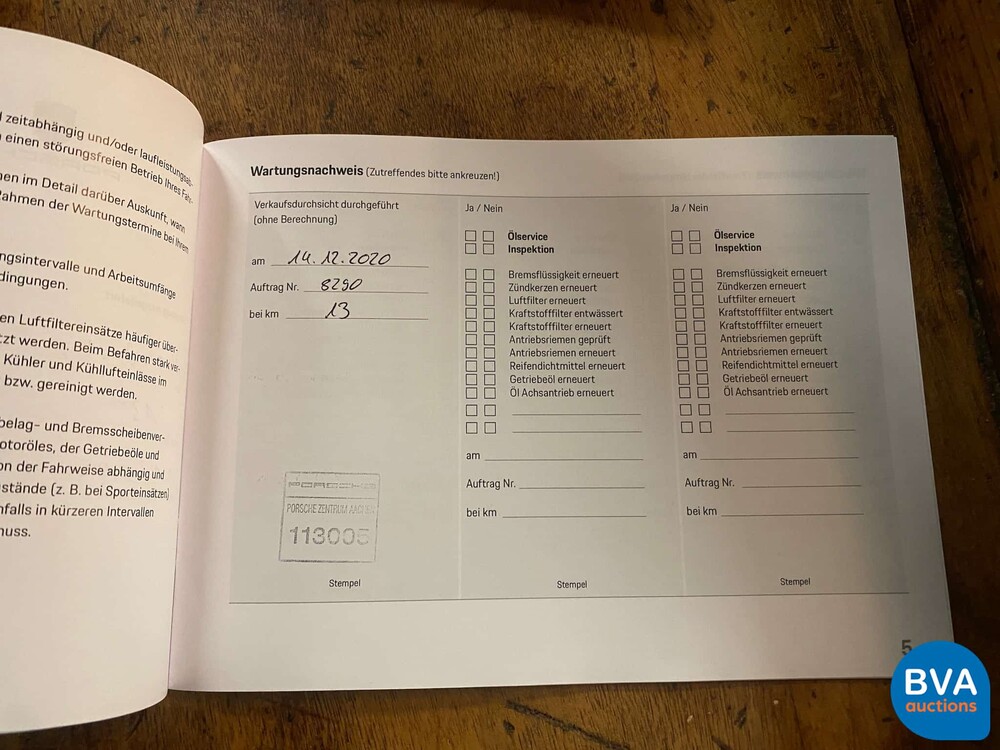 zeitabhängig und/oder laufleistungsab-
einen störungsfreien Betrieb Ihres Fahr-
im Detail darüber Auskunft, wann
Rahmen der Wartungstermine bei Ihrem
ngsintervalle und Arbeitsumfänge
dingungen.
en Luftfiltereinsätze häufiger über-
tzt werden. Beim Befahren stark ver-
Kühler und Kühllufteinlässe im
bzw. gereinigt werden.
belag- und Bremsscheibenver-
otoröles, der Getriebeöle und
on der Fahrweise abhängig und
stände (z. B. bei Sporteinsätzen)
nfalls in kürzeren Intervallen
nuss.
Wartungsnachweis (Zutreffendes bitte ankreuzen!)
Verkaufsdurchsicht durchgeführt
(ohne Berechnung)
am 14.12.2020
Auftrag Nr. 8290
bei km 13
PORSCHE
PORSCHE ZENTRUM AACHEN
113005
Stempel
Ja / Nein
Ölservice
Inspektion
Bremsflüssigkeit erneuert
Zündkerzen erneuert
Luftfilter erneuert
Kraftstofffilter entwässert
Kraftstofffilter erneuert
Antriebsriemen geprüft
Antriebsriemen erneuert
Reifendichtmittel erneuert
Getriebeöl erneuert
Öl Achsantrieb erneuert
am
Auftrag Nr.
bei km
Stempel
Ja / Nein
Ölservice
Inspektion
Bremsflüssigkeit erneuert
Zündkerzen erneuert
Luftfilter erneuert
Kraftstofffilter entwässert
Kraftstofffilter erneuert
Antriebsriemen geprüft
Antriebsriemen erneuert
Reifendichtmittel erneuert
Getriebeöl erneuert
Öl Achsantrieb erneuert
am
Auftrag Nr.
bei km
Stempel
5
BVA
auctions